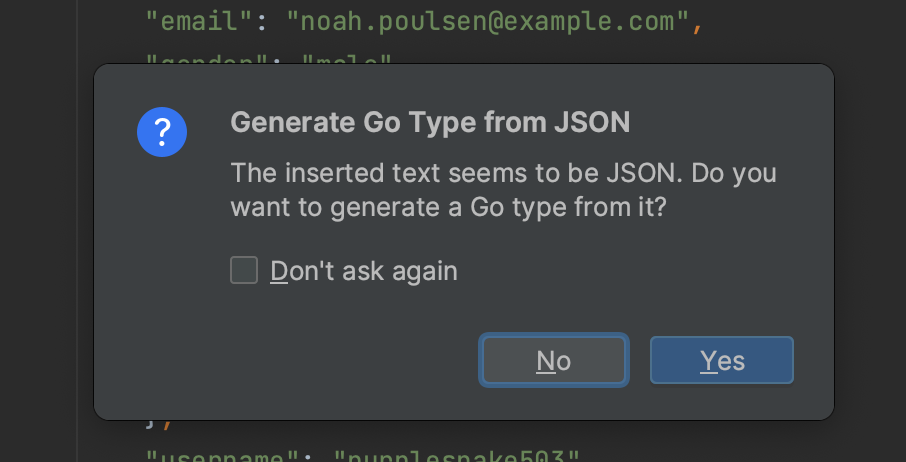 "email": "noah.poulsen@example.com",
"gender": "male"
?
Generate Go Type from JSON
The inserted text seems to be JSON. Do you
want to generate a Go type from it?
Don't ask again
No
Yes
},
"username": "purplesnake503"